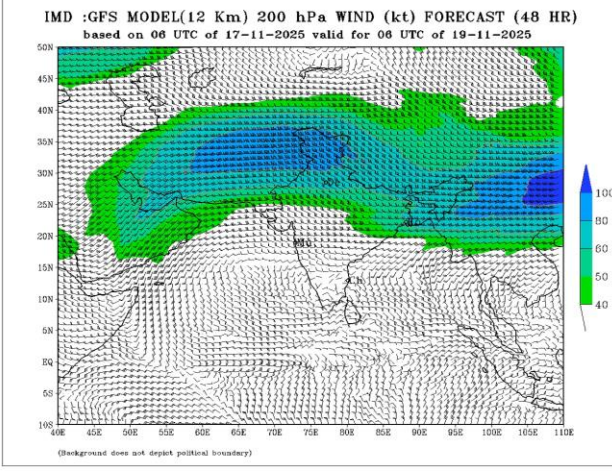 IMD :GFS MODEL(12 Km) 200 hPa WIND (kt) FORECAST (48 HR)
based on 06 UTC of 17-11-2025 valid for 06 UTC of 19-11-2025
50N
45N
40N
35N
30N
25N
20N
15N
10N
5N
EQ
5S
10S
40E 45E 50E 55E 60E 65E 70E 75E 80E 85E 90E 95E 100E 105E 110E
100
80
60
50
40
(Background does not depict political boundary)